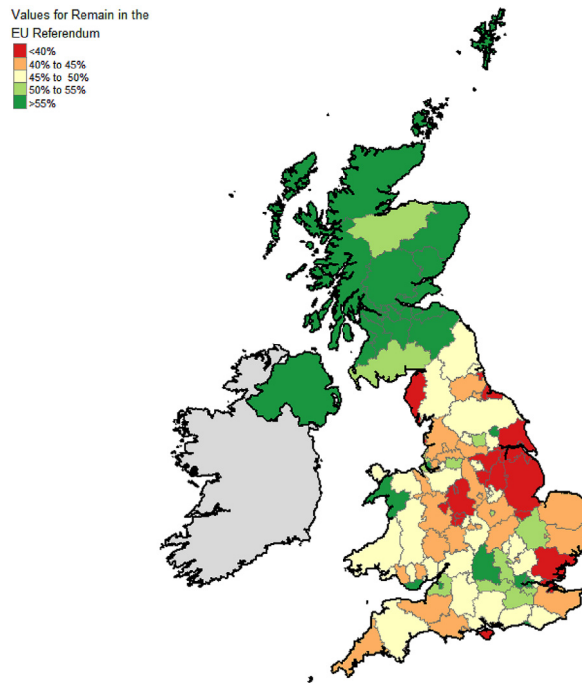 Values for Remain in the
EU Referendum
<40%
40% to 45%
45% to 50%
50% to 55%
>55%